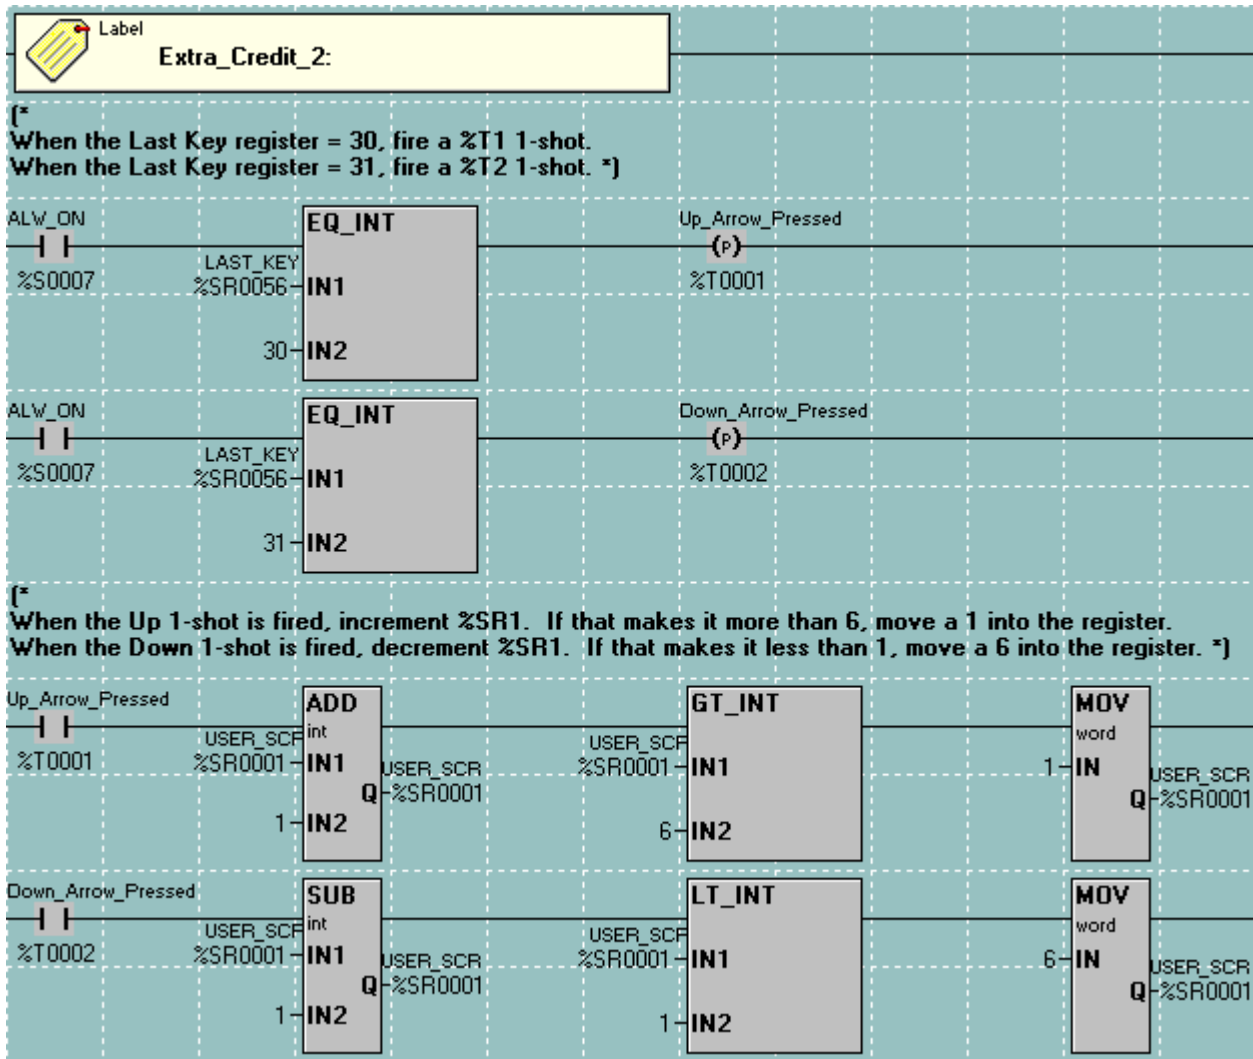 Label
Extra_Credit_2:
(*
When the Last Key register = 30, fire a %T1 1-shot.
When the Last Key register = 31, fire a %T2 1-shot. *)
ALW_ON EQ_INT Up_Arrow_Pressed
(P)
%S0007 LAST_KEY %T0001
%SR0056 IN1
30 IN2
ALW_ON EQ_INT Down_Arrow_Pressed
(P)
%S0007 LAST_KEY %T0002
%SR0056 IN1
31 IN2
(*
When the Up 1-shot is fired, increment %SR1. If that makes it more than 6, move a 1 into the register.
When the Down 1-shot is fired, decrement %SR1. If that makes it less than 1, move a 6 into the register. *)
Up_Arrow_Pressed ADD GT_INT MOV
int word
USER_SCR USER_SCR
%T0001 %SR0001 IN1 USER_SCR %SR0001 IN1 1 IN USER_SCR
Q %SR0001 Q %SR0001
1 IN2 6 IN2
Down_Arrow_Pressed SUB LT_INT MOV
int word
USER_SCR USER_SCR
%T0002 %SR0001 IN1 USER_SCR %SR0001 IN1 6 IN USER_SCR
Q %SR0001 Q %SR0001
1 IN2 1 IN2